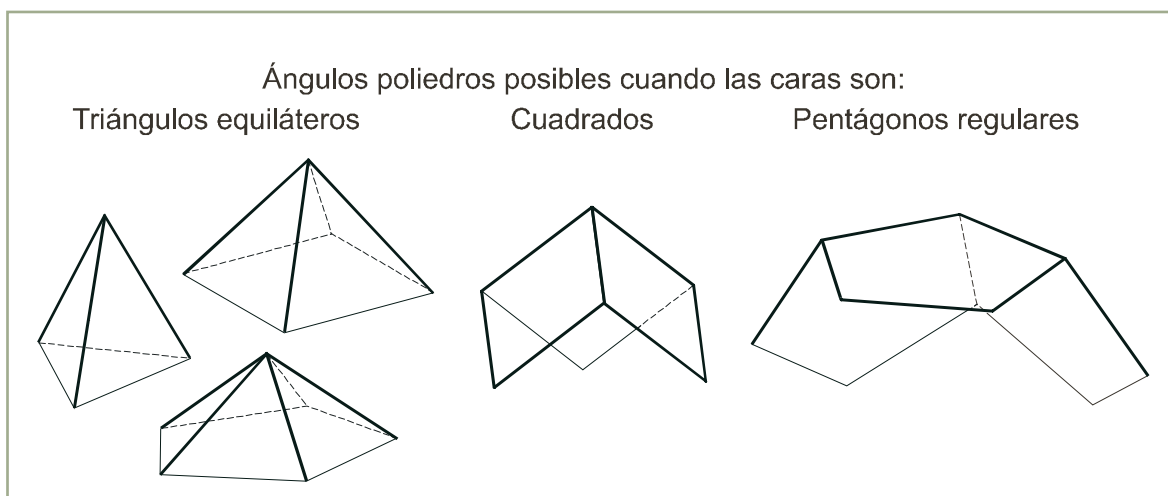 Ángulos poliedros posibles cuando las caras son:
Triángulos equiláteros
Cuadrados
Pentágonos regulares